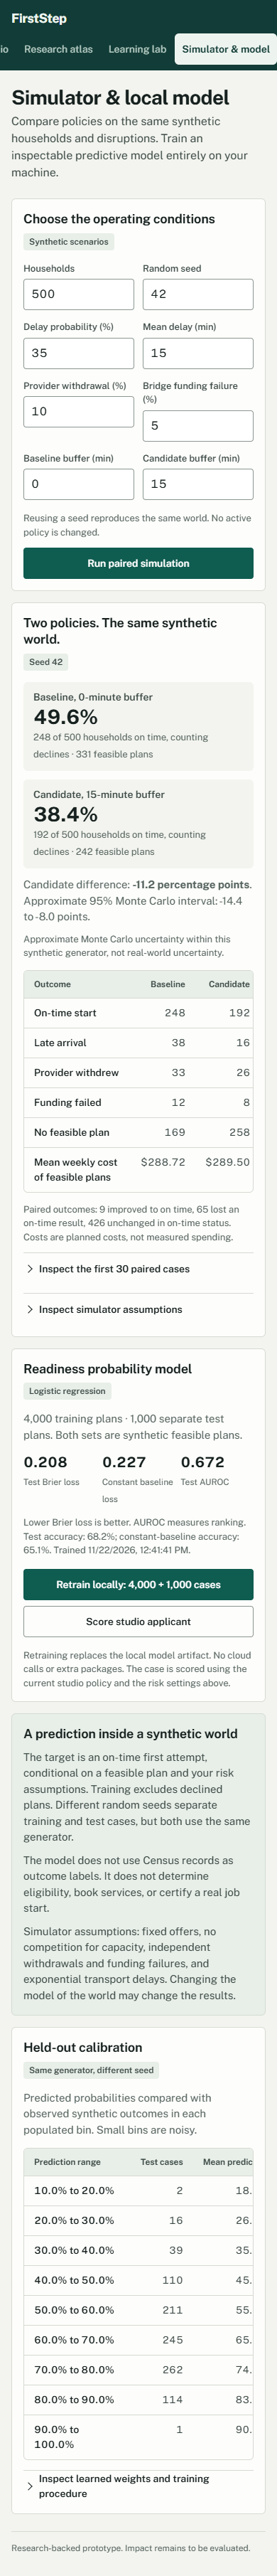 FirstStep
io Research atlas Learning lab Simulator & model
Simulator & local model
Compare policies on the same synthetic
households and disruptions. Train an
inspectable predictive model entirely on your
machine.
Choose the operating conditions
Synthetic scenarios
Households Random seed
500 42
Delay probability (%) Mean delay (min)
35 15
Provider withdrawal (%) Bridge funding failure
(%)
10 5
Baseline buffer (min) Candidate buffer (min)
0 15
Reusing a seed reproduces the same world. No active
policy is changed.
Run paired simulation
Two policies. The same synthetic
world.
Seed 42
Baseline, 0-minute buffer
49.6%
248 of 500 households on time, counting
declines · 331 feasible plans
Candidate, 15-minute buffer
38.4%
192 of 500 households on time, counting
declines · 242 feasible plans
Candidate difference: -11.2 percentage points.
Approximate 95% Monte Carlo interval: -14.4
to -8.0 points.
Approximate Monte Carlo uncertainty within this
synthetic generator, not real-world uncertainty.
Outcome Baseline Candidate
On-time start 248 192
Late arrival 38 16
Provider withdrew 33 26
Funding failed 12 8
No feasible plan 169 258
Mean weekly cost $288.72 $289.50
of feasible plans
Paired outcomes: 9 improved to on time, 65 lost an
on-time result, 426 unchanged in on-time status.
Costs are planned costs, not measured spending.
Inspect the first 30 paired cases
Inspect simulator assumptions
Readiness probability model
Logistic regression
4,000 training plans · 1,000 separate test
plans. Both sets are synthetic feasible plans.
0.208 0.227 0.672
Test Brier loss Constant baseline Test AUROC
loss
Lower Brier loss is better. AUROC measures ranking.
Test accuracy: 68.2%; constant-baseline accuracy:
65.1%. Trained 11/22/2026, 12:41:41 PM.
Retrain locally: 4,000 + 1,000 cases
Score studio applicant
Retraining replaces the local model artifact. No cloud
calls or extra packages. The case is scored using the
current studio policy and the risk settings above.
A prediction inside a synthetic world
The target is an on-time first attempt,
conditional on a feasible plan and your risk
assumptions. Training excludes declined
plans. Different random seeds separate
training and test cases, but both use the same
generator.
The model does not use Census records as
outcome labels. It does not determine
eligibility, book services, or certify a real job
start.
Simulator assumptions: fixed offers, no
competition for capacity, independent
withdrawals and funding failures, and
exponential transport delays. Changing the
model of the world may change the results.
Held-out calibration
Same generator, different seed
Predicted probabilities compared with
observed synthetic outcomes in each
populated bin. Small bins are noisy.
Prediction range Test cases Mean predic
10.0% to 20.0% 2 18.
20.0% to 30.0% 16 26.
30.0% to 40.0% 39 35.
40.0% to 50.0% 110 45.
50.0% to 60.0% 211 55.
60.0% to 70.0% 245 65.
70.0% to 80.0% 262 74.
80.0% to 90.0% 114 83.
90.0% to 1 90.
100.0%
Inspect learned weights and training
procedure
Research-backed prototype. Impact remains to be evaluated.